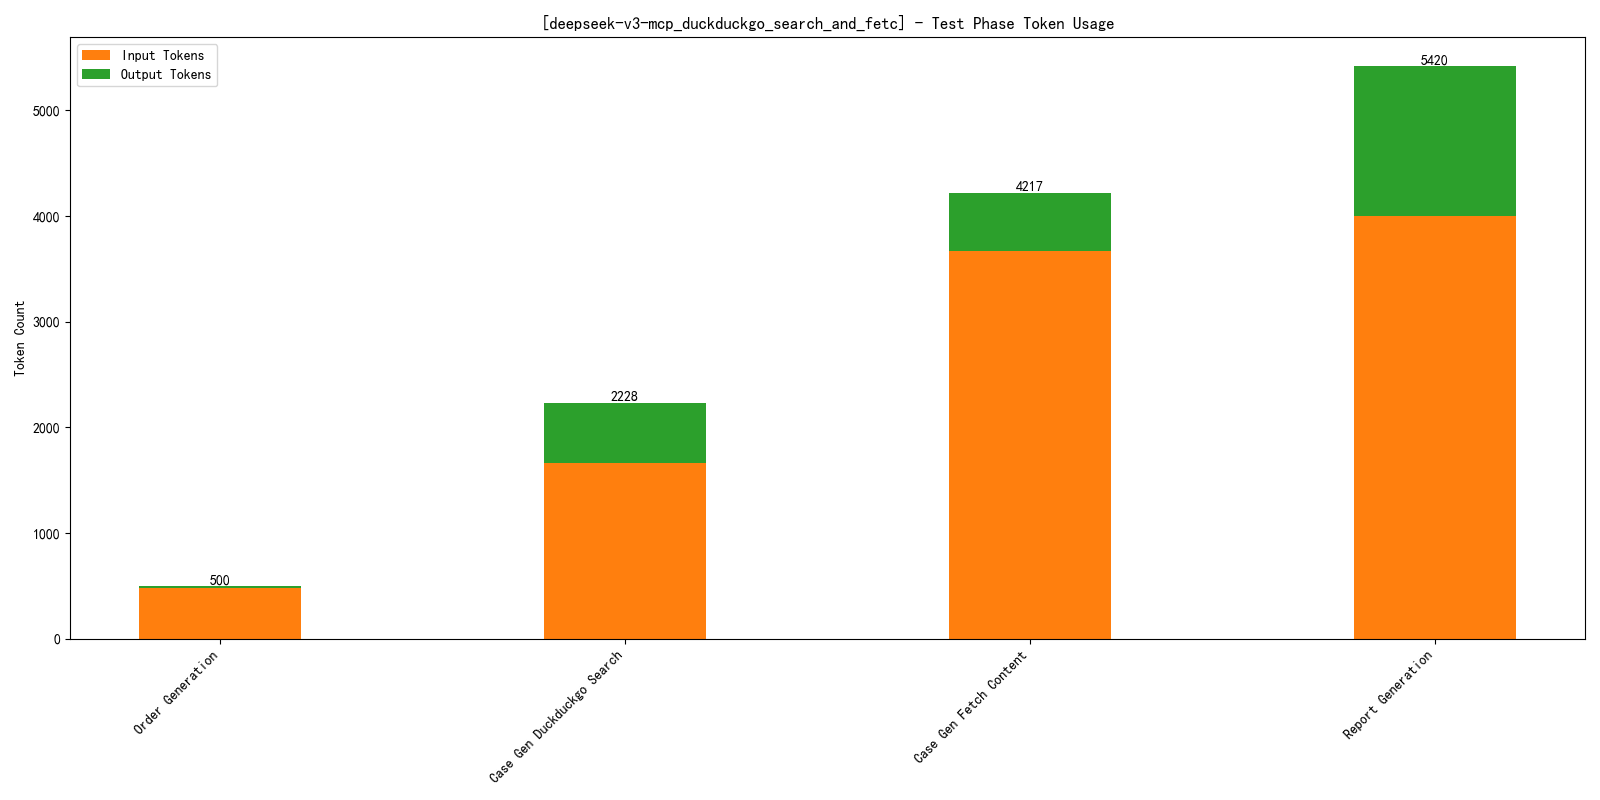 [deepseek-v3-mcp_duckduckgo_search_and_fetc] - Test Phase Token Usage
Input Tokens
Output Tokens
5420
4217
2228
500
Token Count
5000
4000
3000
2000
1000
0
Order Generation
Case Gen Duckduckgo Search
Case Gen Fetch Content
Report Generation